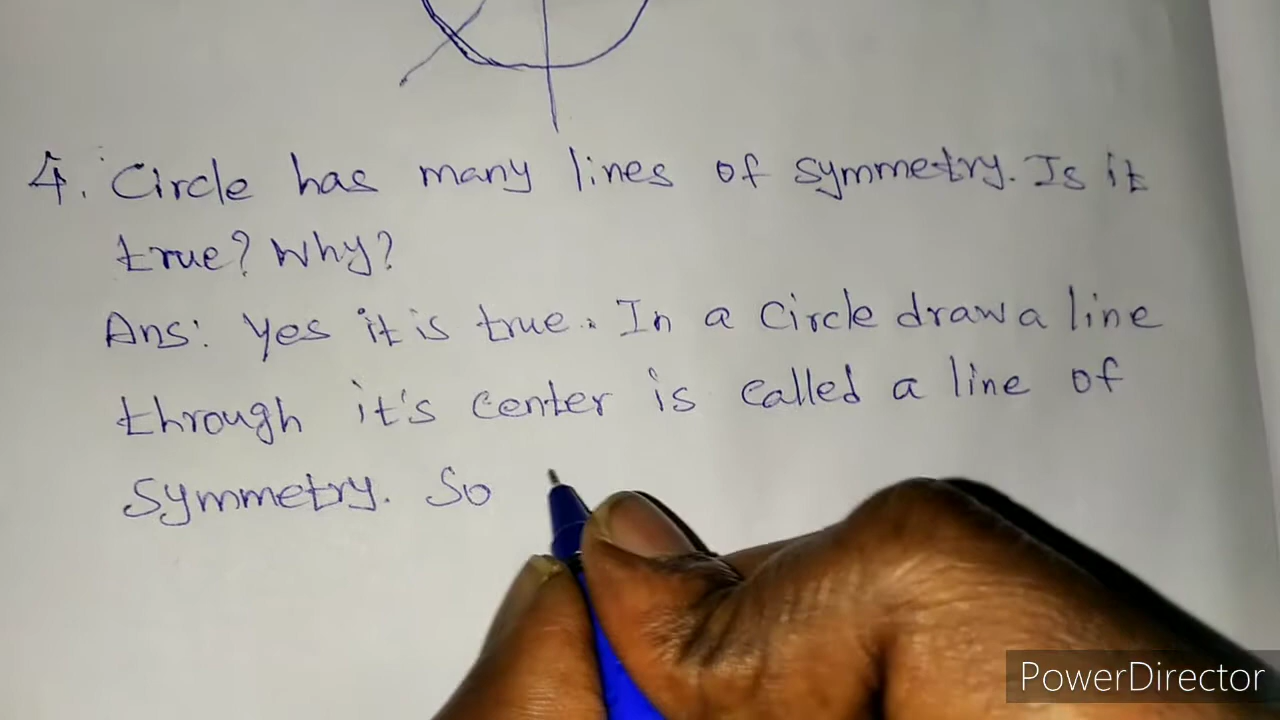 4. Circle has many lines of symmetry. Is it
true? Why?
Ans: Yes it is true. In a Circle draw a line
through it's center is called a line of
Symmetry. So
PowerDirector